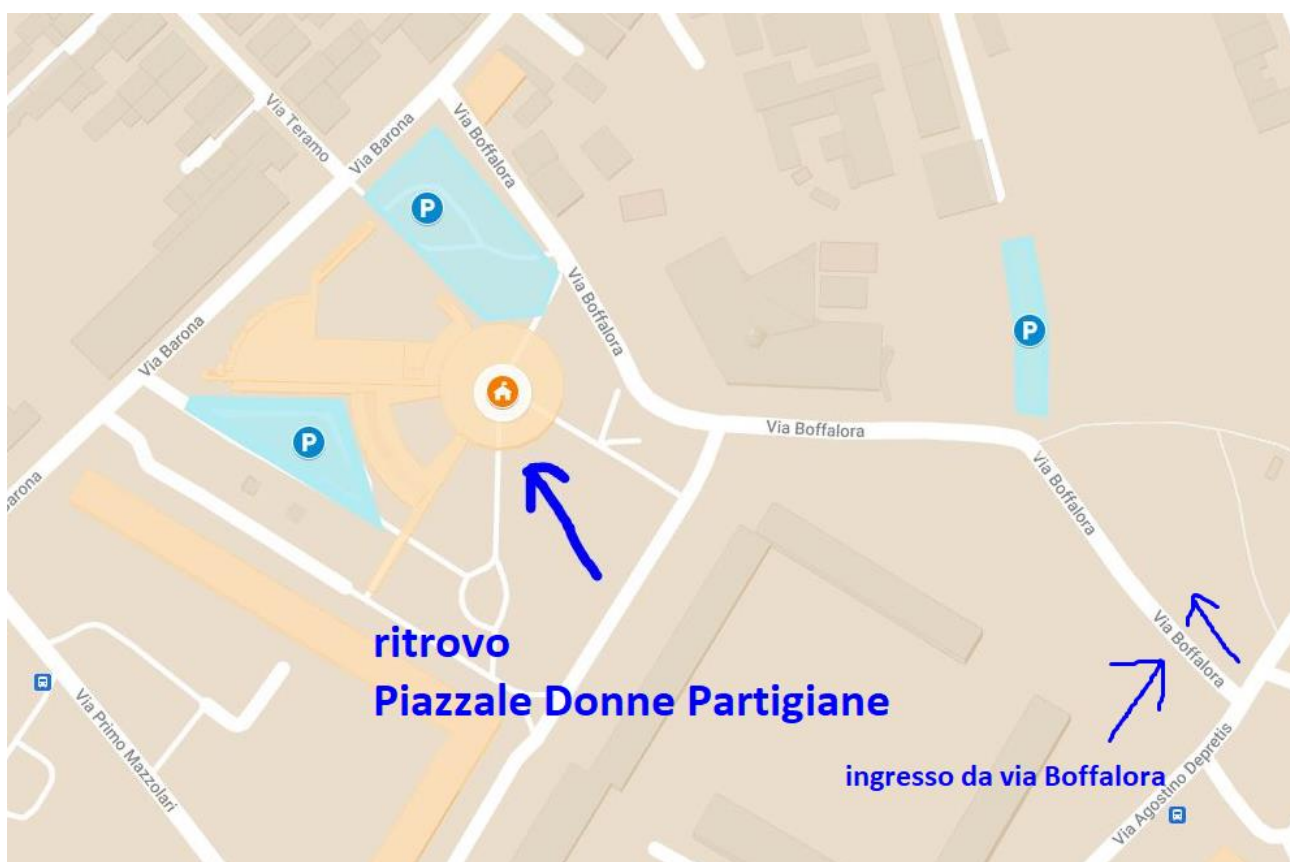 Via Teramo
Via Barona
Via Boffalora
P
Via Boffalora
Via Barona
P
P
Via Boffalora
arona
Via Boffalora
ritrovo
Piazzale Donne Partigiane
Via Boffalora
Via Primo Mazzolari
ingresso da via Boffalora
Via Agostino Depretis